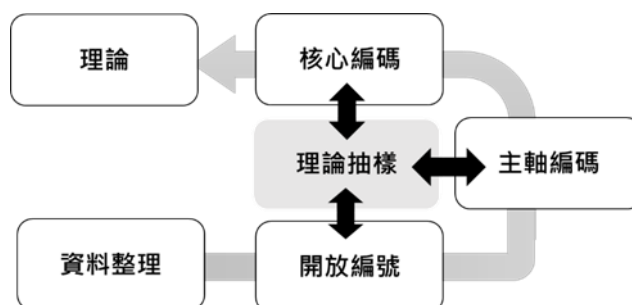 理論
核心編碼
理論抽樣
主軸編碼
資料整理
開放編號